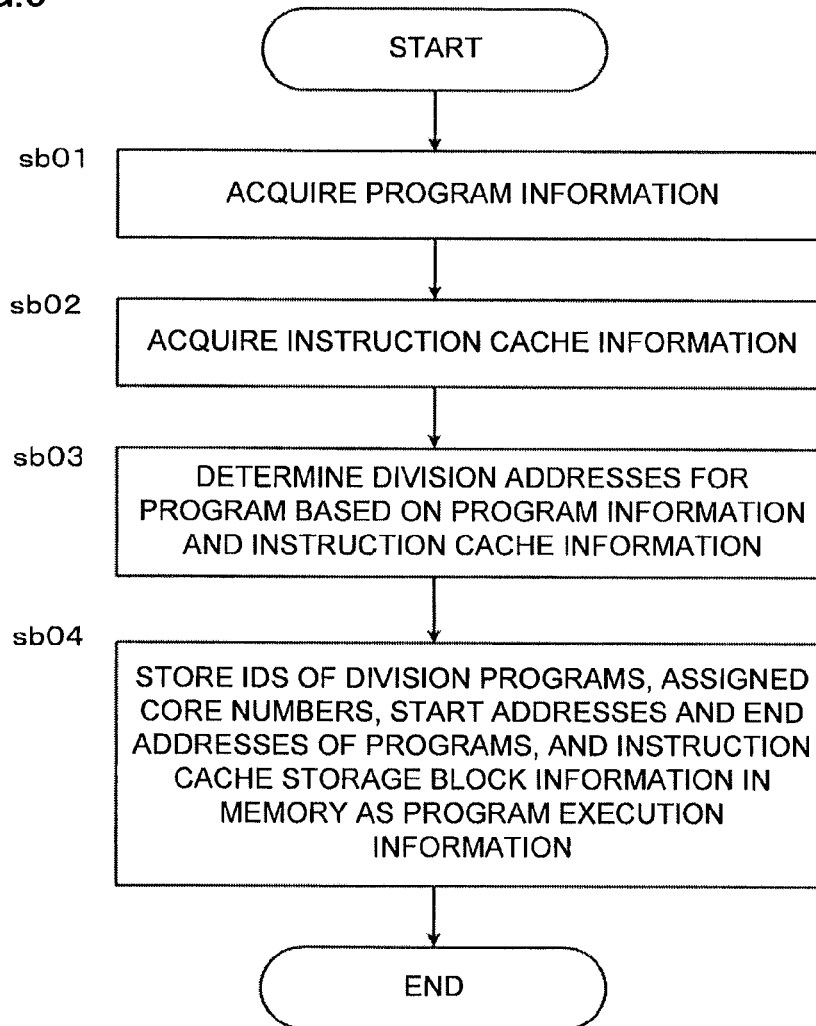 START
sb01
ACQUIRE PROGRAM INFORMATION
sb02
ACQUIRE INSTRUCTION CACHE INFORMATION
sb03
DETERMINE DIVISION ADDRESSES FOR
PROGRAM BASED ON PROGRAM INFORMATION
AND INSTRUCTION CACHE INFORMATION
sb04
STORE IDS OF DIVISION PROGRAMS, ASSIGNED
CORE NUMBERS, START ADDRESSES AND END
ADDRESSES OF PROGRAMS, AND INSTRUCTION
CACHE STORAGE BLOCK INFORMATION IN
MEMORY AS PROGRAM EXECUTION
INFORMATION
END